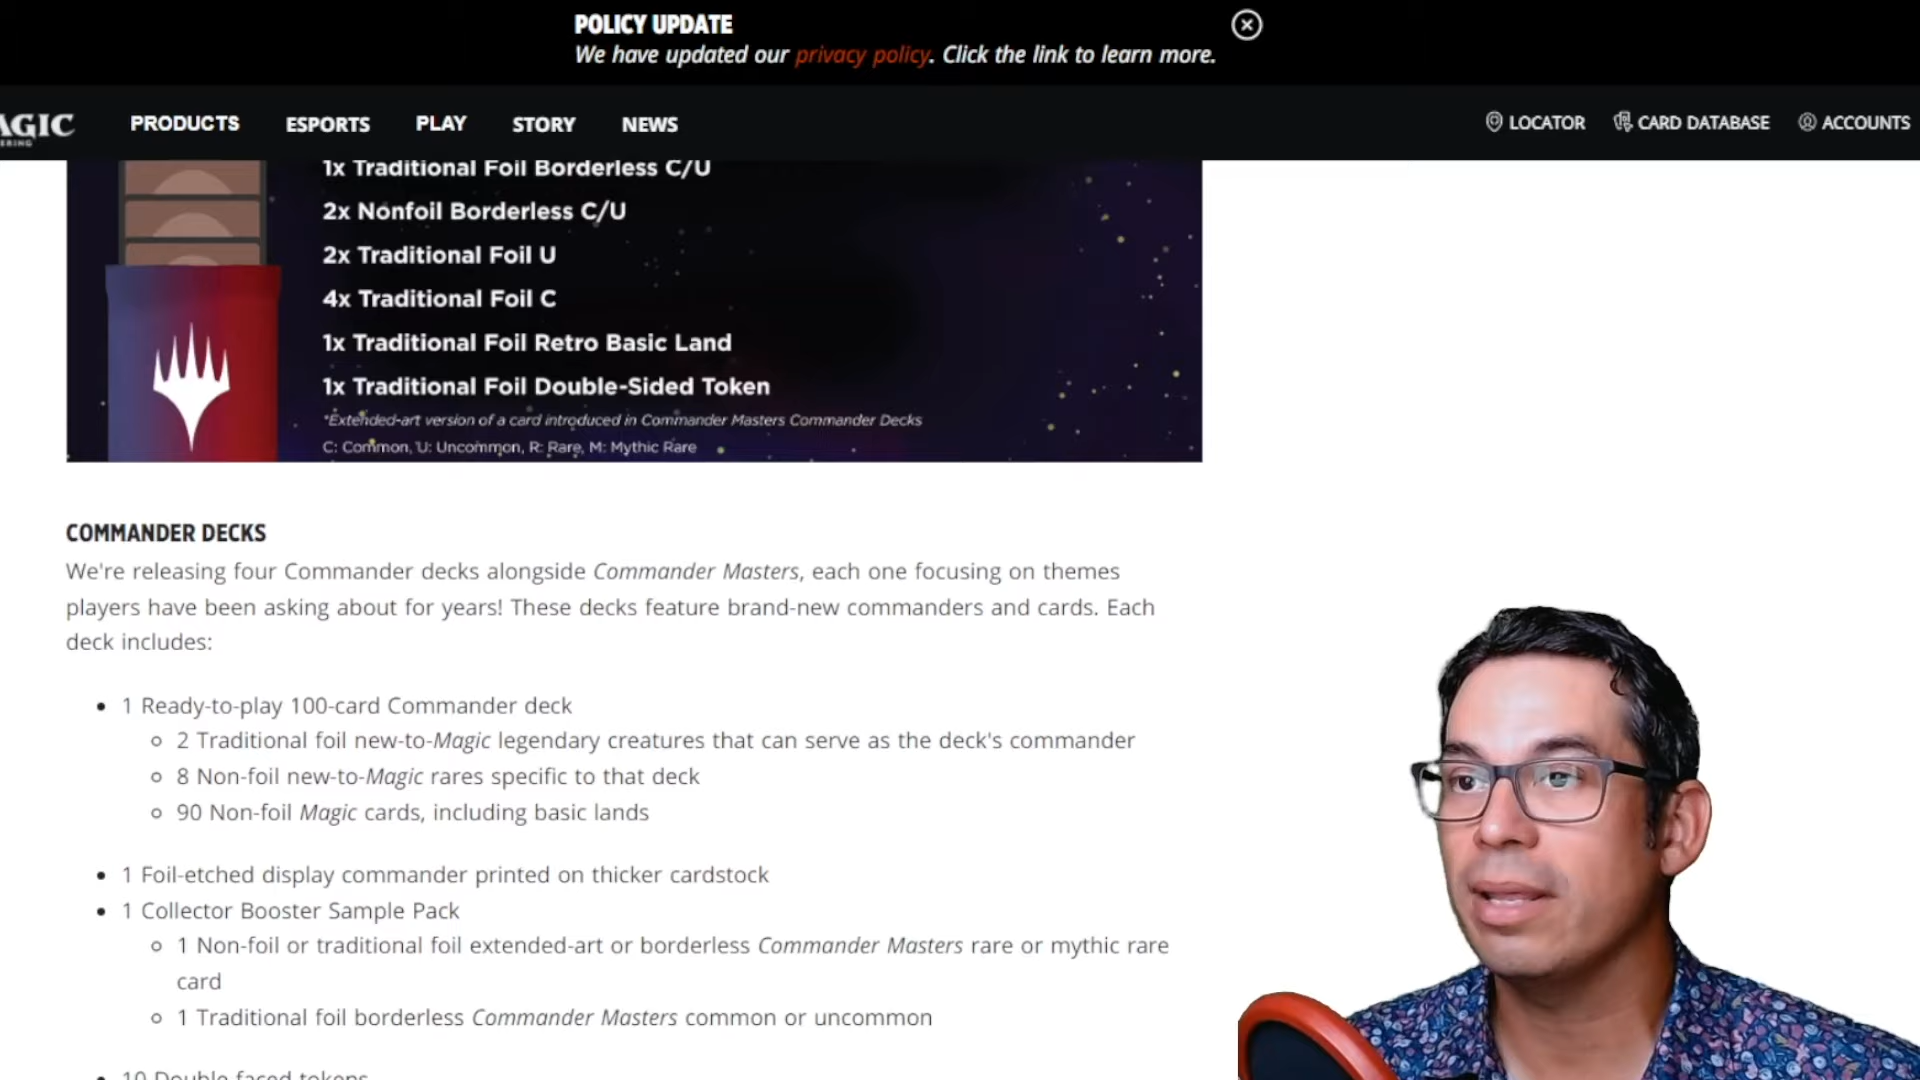 POLICY UPDATE
We have updated our privacy policy. Click the link to learn more.
PRODUCTS ESPORTS PLAY STORY NEWS LOCATOR CARD DATABASE ACCOUNTS
1x Traditional Foil Borderless C/U
2x Nonfoil Borderless C/U
2x Traditional Foil U
4x Traditional Foil C
1x Traditional Foil Retro Basic Land
1x Traditional Foil Double-Sided Token
*Extended-art version of a card introduced in Commander Masters Commander Decks
C: Common, U: Uncommon, R: Rare, M: Mythic Rare
COMMANDER DECKS
We're releasing four Commander decks alongside Commander Masters, each one focusing on themes
players have been asking about for years! These decks feature brand-new commanders and cards. Each
deck includes:
• 1 Ready-to-play 100-card Commander deck
○ 2 Traditional foil new-to-Magic legendary creatures that can serve as the deck's commander
○ 8 Non-foil new-to-Magic rares specific to that deck
○ 90 Non-foil Magic cards, including basic lands
• 1 Foil-etched display commander printed on thicker cardstock
• 1 Collector Booster Sample Pack
○ 1 Non-foil or traditional foil extended-art or borderless Commander Masters rare or mythic rare
card
○ 1 Traditional foil borderless Commander Masters common or uncommon
• 10 Double-faced tokens